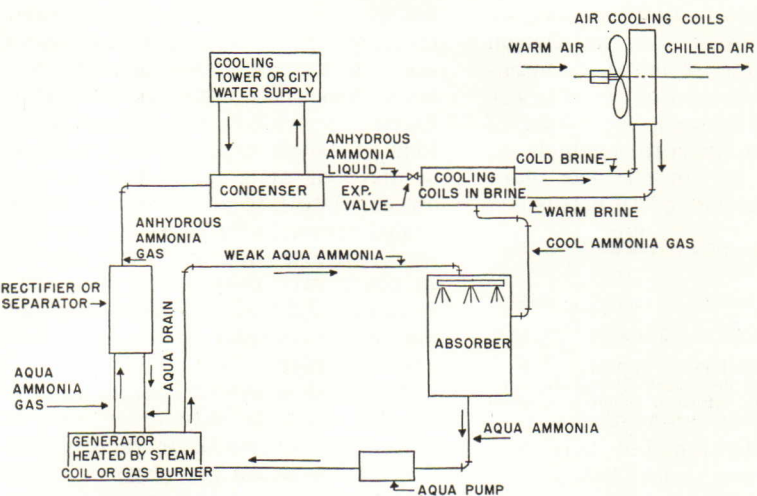 AIR COOLING COILS
WARM AIR
CHILLED AIR
COOLING
TOWER OR CITY
WATER SUPPLY
ANHYDROUS
AMMONIA
LIQUID
COLD BRINE
CONDENSER
EXP.
VALVE
COOLING
COILS IN BRINE
WARM BRINE
ANHYDROUS
AMMONIA
GAS
WEAK AQUA AMMONIA
COOL AMMONIA GAS
RECTIFIER OR
SEPARATOR
AQUA DRAIN
ABSORBER
AQUA
AMMONIA
GAS
AQUA AMMONIA
GENERATOR
HEATED BY STEAM
COIL OR GAS BURNER
AQUA PUMP